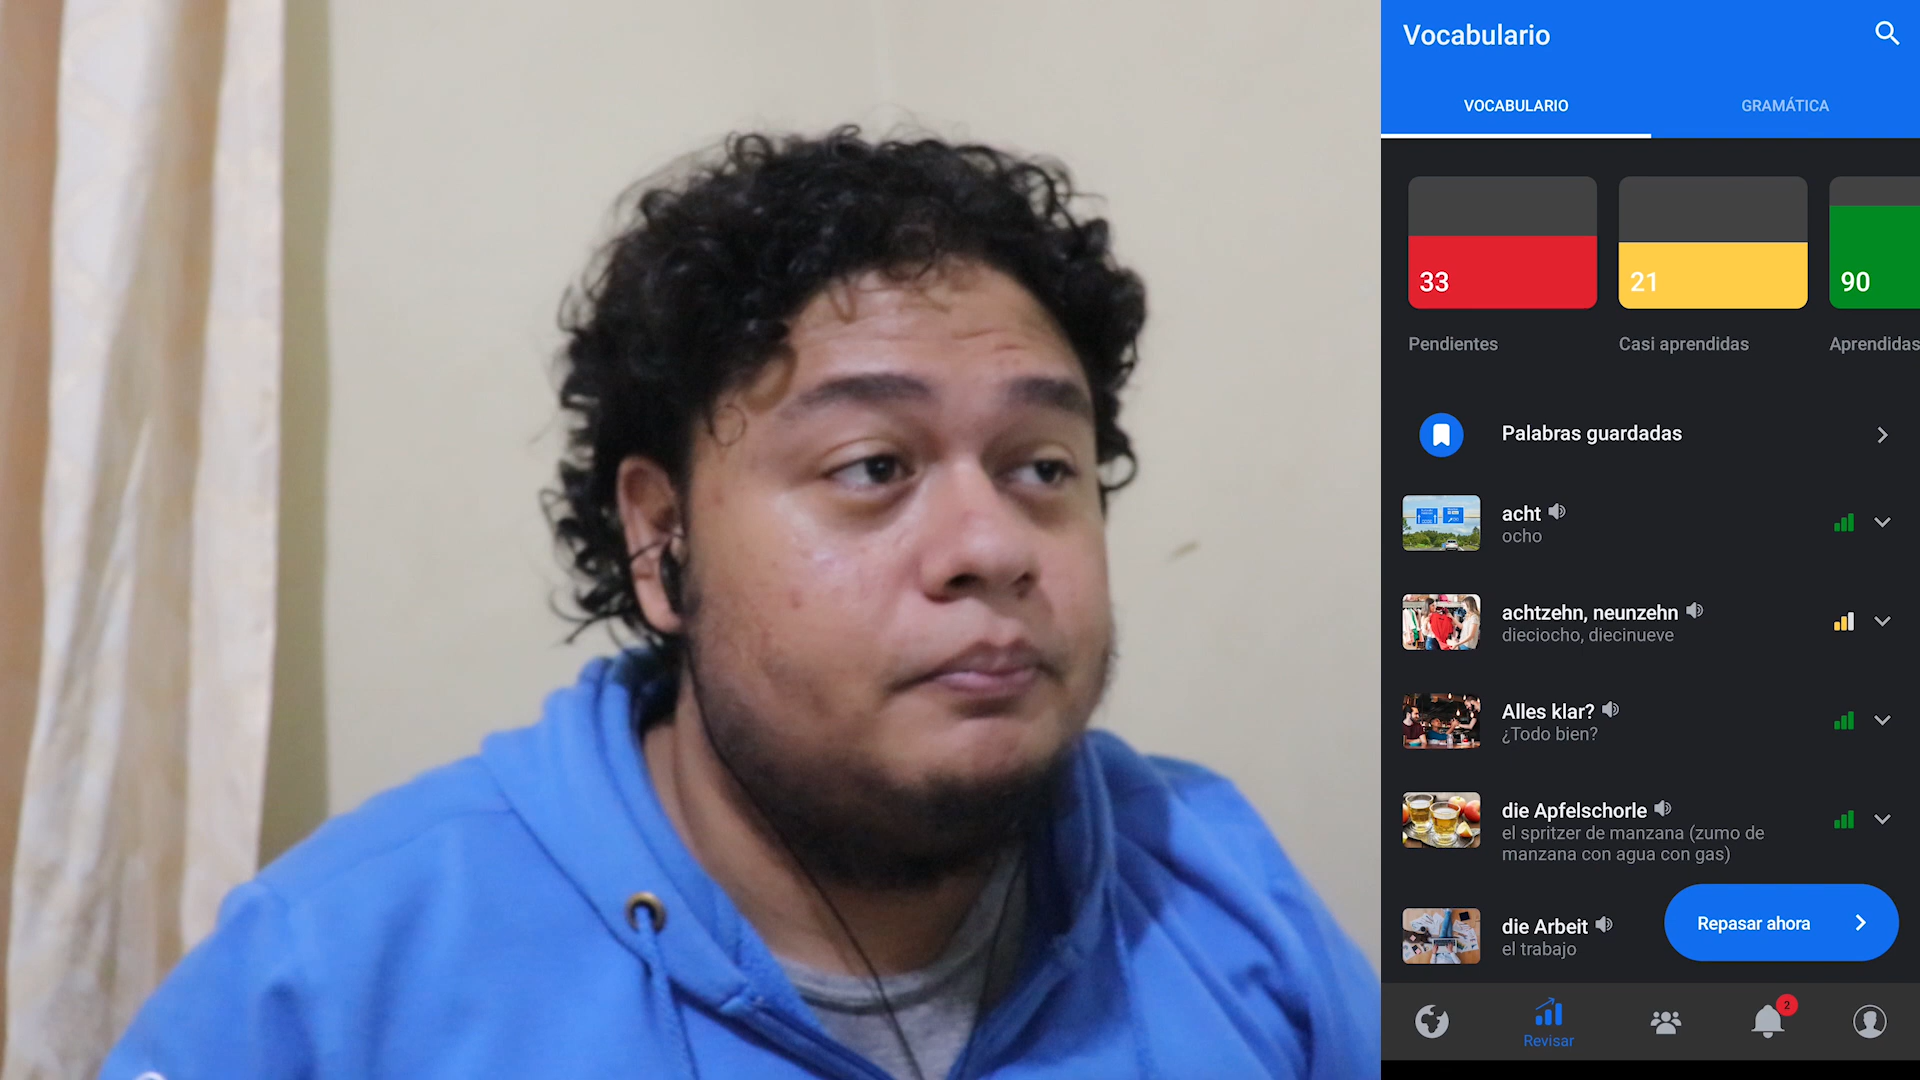 Vocabulario
VOCABULARIO
GRAMÁTICA
33
21
90
Pendientes
Casi aprendidas
Aprendidas
Palabras guardadas
acht
ocho
achtzehn, neunzehn
dieciocho, diecinueve
Alles klar?
¿Todo bien?
die Apfelschorle
el spritzer de manzana (zumo de
manzana con agua con gas)
die Arbeit
el trabajo
Repasar ahora
2
Revisar